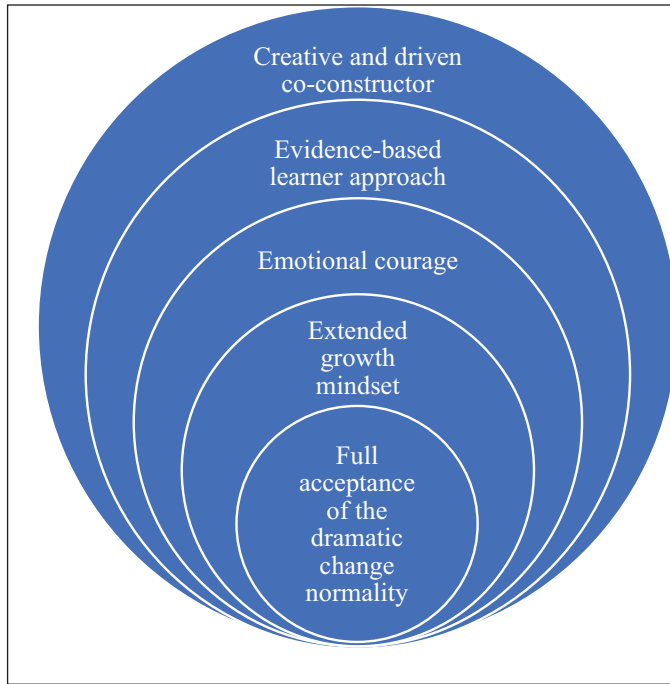 Creative and driven
co-constructor
Evidence-based
learner approach
Emotional courage
Extended
growth
mindset
Full
acceptance
of the
dramatic
change
normality